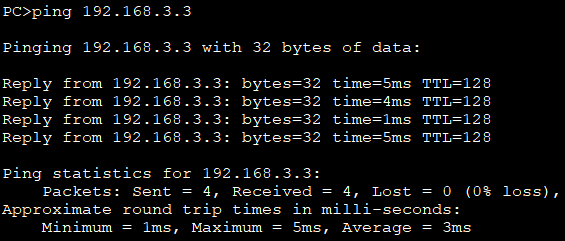 PC>ping 192.168.3.3
Pinging 192.168.3.3 with 32 bytes of data:
Reply from 192.168.3.3: bytes=32 time=5ms TTL=128
Reply from 192.168.3.3: bytes=32 time=4ms TTL=128
Reply from 192.168.3.3: bytes=32 time=1ms TTL=128
Reply from 192.168.3.3: bytes=32 time=5ms TTL=128
Ping statistics for 192.168.3.3:
Packets: Sent = 4, Received = 4, Lost = 0 (0% loss),
Approximate round trip times in milli-seconds:
Minimum = 1ms, Maximum = 5ms, Average = 3ms